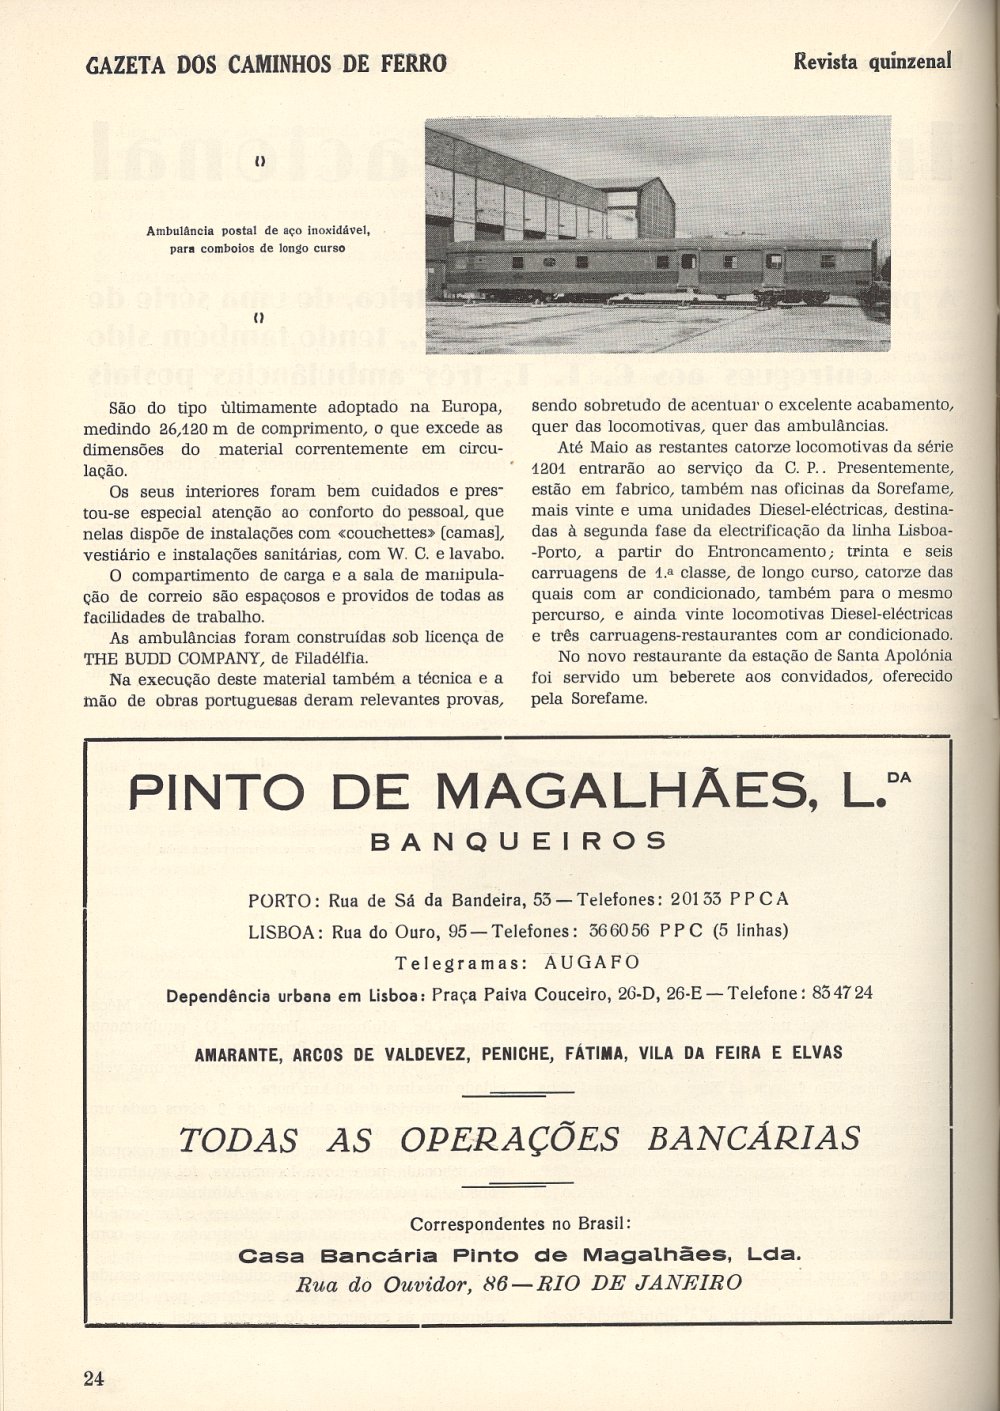 GAZETA DOS CAMINHOS DE FERRO
Revista quinzenal
Ambulância postal de aço inoxidável,
para comboios de longo curso
São do tipo ùltimamente adoptado na Europa,
medindo 26,120 m de comprimento, o que excede as
dimensões do material correntemente em circu-
lação.
Os seus interiores foram bem cuidados e pres-
tou-se especial atenção ao conforto do pessoal, que
nelas dispõe de instalações com «couchettes» (camas),
vestiário e instalações sanitárias, com W. C. e lavabo.
O compartimento de carga e a sala de manipula-
ção de correio são espaçosos e providos de todas as
facilidades de trabalho.
As ambulâncias foram construídas sob licença de
THE BUDD COMPANY, de Filadélfia.
Na execução deste material também a técnica e a
mão de obras portuguesas deram relevantes provas,
sendo sobretudo de acentuar o excelente acabamento,
quer das locomotivas, quer das ambulâncias.
Até Maio as restantes catorze locomotivas da série
1201 entrarão ao serviço da C. P.. Presentemente,
estão em fabrico, também nas oficinas da Sorefame,
mais vinte e uma unidades Diesel-eléctricas, destina-
das à segunda fase da electrificação da linha Lisboa-
-Porto, a partir do Entroncamento; trinta e seis
carruagens de 1.ª classe, de longo curso, catorze das
quais com ar condicionado, também para o mesmo
percurso, e ainda vinte locomotivas Diesel-eléctricas
e três carruagens-restaurantes com ar condicionado.
No novo restaurante da estação de Santa Apolónia
foi servido um beberete aos convidados, oferecido
pela Sorefame.
PINTO DE MAGALHÃES, L.DA
BANQUEIROS
PORTO: Rua de Sá da Bandeira, 53 — Telefones: 20133 PPCA
LISBOA: Rua do Ouro, 95 — Telefones: 366056 PPC (5 linhas)
Telegramas: AUGAFO
Dependência urbana em Lisboa: Praça Paiva Couceiro, 26-D, 26-E — Telefone: 834724
AMARANTE, ARCOS DE VALDEVEZ, PENICHE, FÁTIMA, VILA DA FEIRA E ELVAS
TODAS AS OPERAÇÕES BANCÁRIAS
Correspondentes no Brasil:
Casa Bancária Pinto de Magalhães, Lda.
Rua do Ouvidor, 86 — RIO DE JANEIRO
24